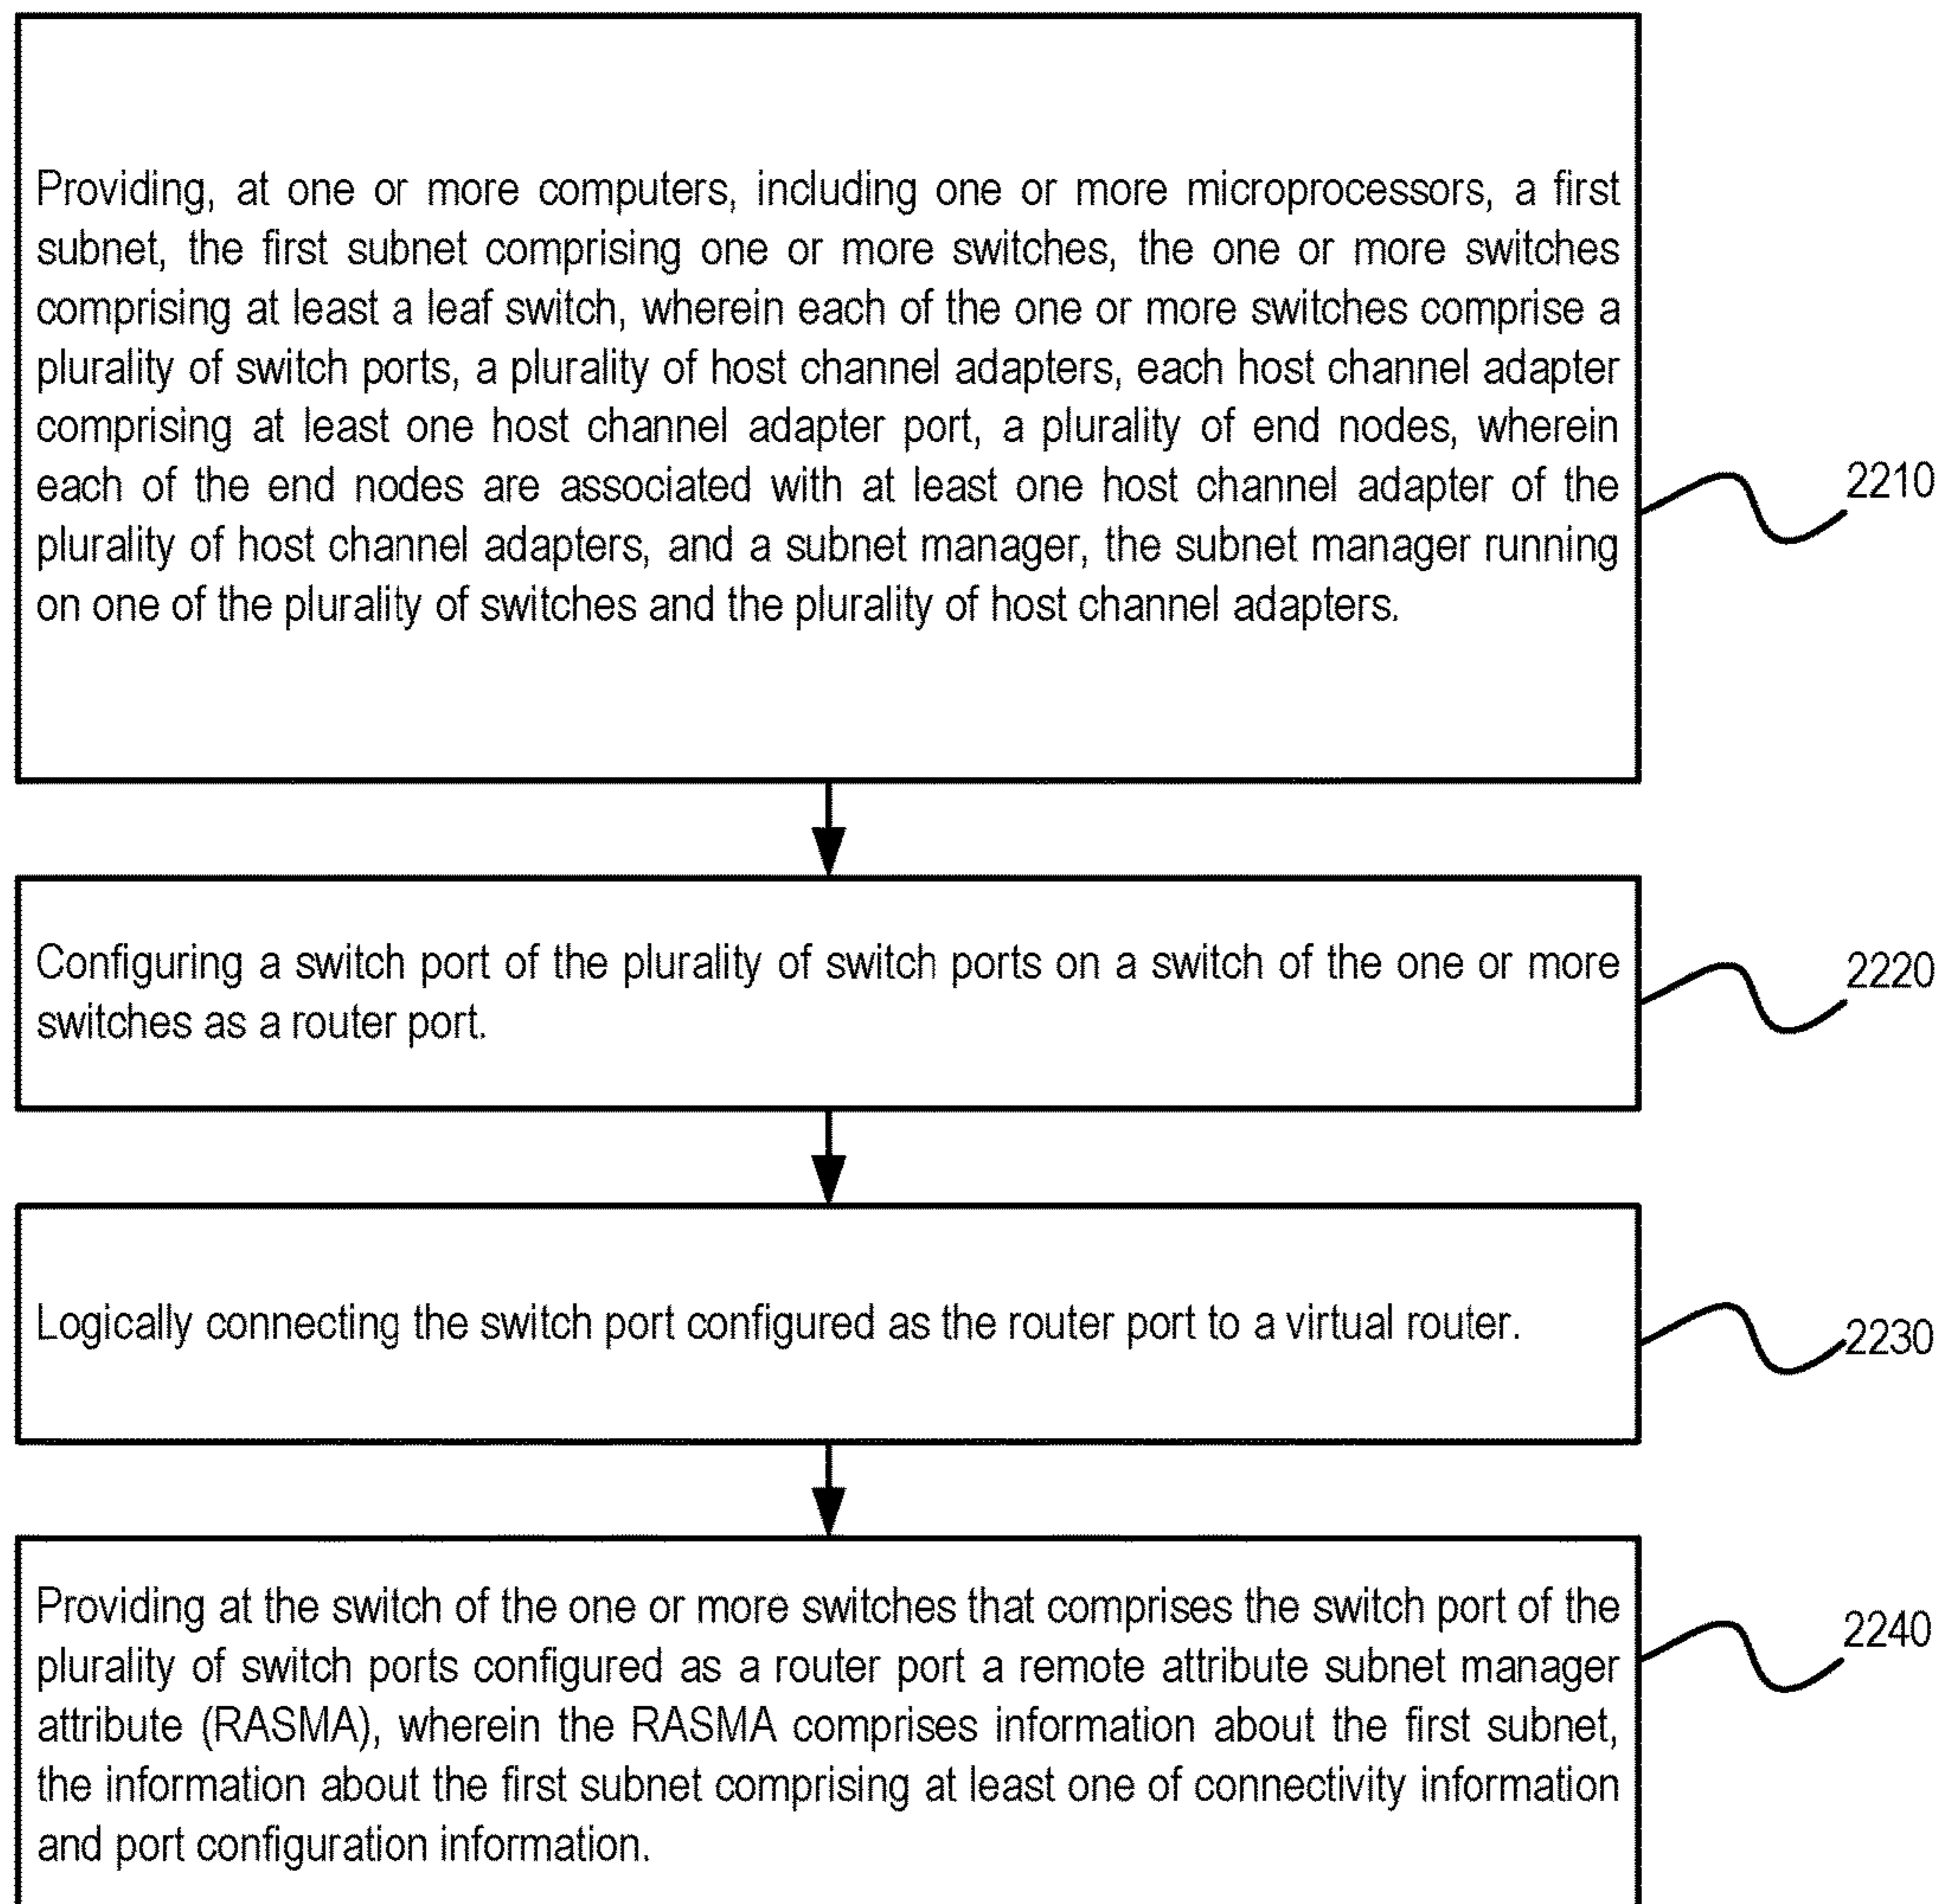 Providing, at one or more computers, including one or more microprocessors, a first
subnet, the first subnet comprising one or more switches, the one or more switches
comprising at least a leaf switch, wherein each of the one or more switches comprise a
plurality of switch ports, a plurality of host channel adapters, each host channel adapter
comprising at least one host channel adapter port, a plurality of end nodes, wherein
each of the end nodes are associated with at least one host channel adapter of the
plurality of host channel adapters, and a subnet manager, the subnet manager running
on one of the plurality of switches and the plurality of host channel adapters.
2210
Configuring a switch port of the plurality of switch ports on a switch of the one or more
switches as a router port.
2220
Logically connecting the switch port configured as the router port to a virtual router.
2230
Providing at the switch of the one or more switches that comprises the switch port of the
plurality of switch ports configured as a router port a remote attribute subnet manager
attribute (RASMA), wherein the RASMA comprises information about the first subnet,
the information about the first subnet comprising at least one of connectivity information
and port configuration information.
2240